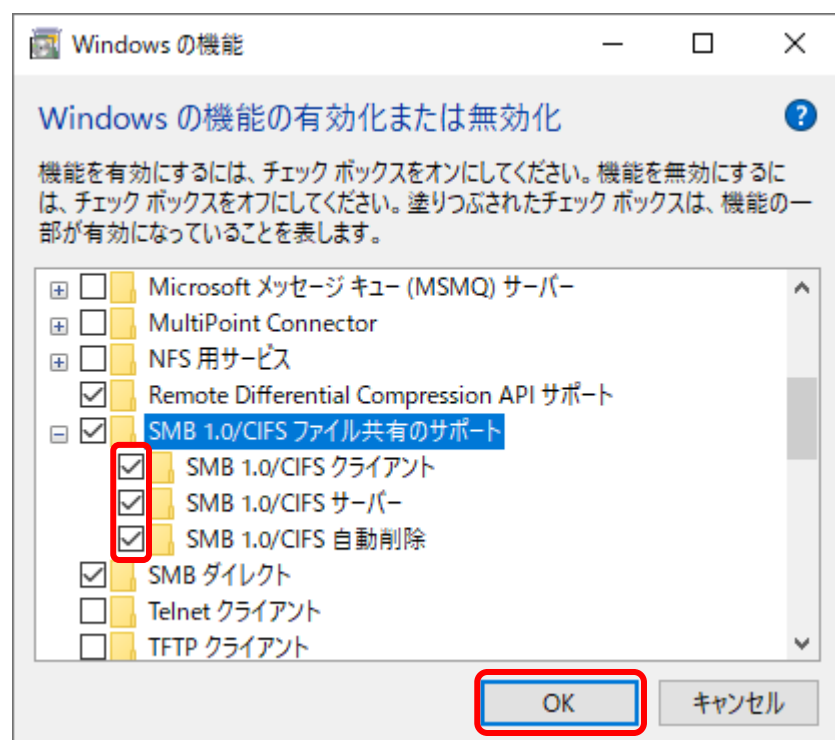 Windows の機能
Windows の機能の有効化または無効化
?
機能を有効にするには、チェック ボックスをオンにしてください。機能を無効にするに
は、チェック ボックスをオフにしてください。塗りつぶされたチェック ボックスは、機能の一
部が有効になっていることを表します。
Microsoft メッセージ キュー (MSMQ) サーバー
MultiPoint Connector
NFS 用サービス
Remote Differential Compression API サポート
SMB 1.0/CIFS ファイル共有のサポート
SMB 1.0/CIFS クライアント
SMB 1.0/CIFS サーバー
SMB 1.0/CIFS 自動削除
SMB ダイレクト
Telnet クライアント
TFTP クライアント
OK キャンセル